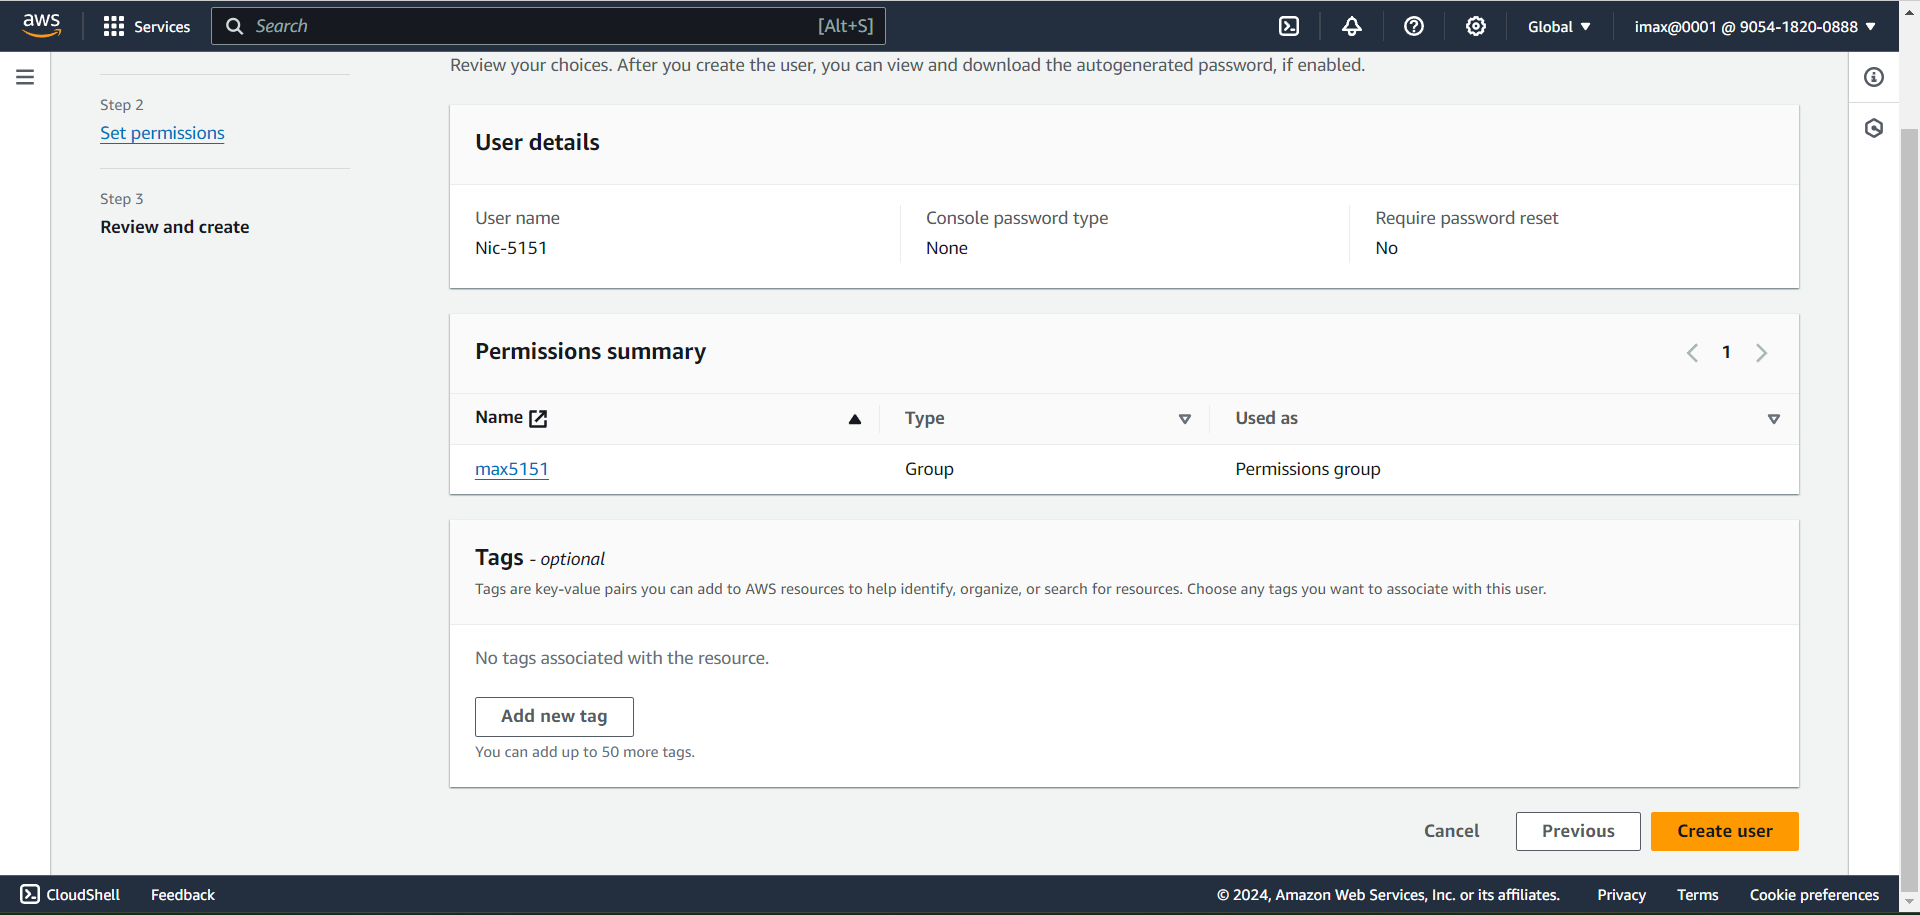 aws
Services
Search [Alt+S]
Global
imax@0001 @ 9054-1820-0888
Step 2
Set permissions
Step 3
Review and create
Review your choices. After you create the user, you can view and download the autogenerated password, if enabled.
User details
User name
Nic-5151
Console password type
None
Require password reset
No
Permissions summary
1
Name Type Used as
max5151 Group Permissions group
Tags - optional
Tags are key-value pairs you can add to AWS resources to help identify, organize, or search for resources. Choose any tags you want to associate with this user.
No tags associated with the resource.
Add new tag
You can add up to 50 more tags.
Cancel Previous Create user
CloudShell Feedback © 2024, Amazon Web Services, Inc. or its affiliates. Privacy Terms Cookie preferences